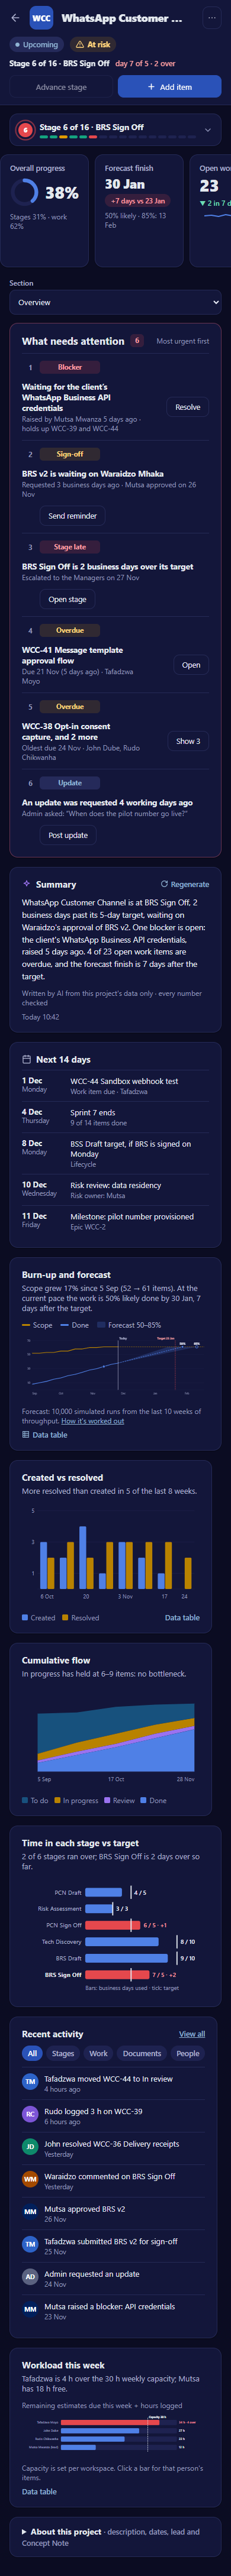 WCC WhatsApp Customer ...
Upcoming At risk
Stage 6 of 16 · BRS Sign Off day 7 of 5 · 2 over
Advance stage + Add item
6 Stage 6 of 16 · BRS Sign Off
Overall progress
38%
Stages 31% · work
62%
Forecast finish
30 Jan
+7 days vs 23 Jan
50% likely · 85%: 13
Feb
Open wo
23
▼ 2 in 7 d
Section
Overview
What needs attention 6 Most urgent first
1 Blocker
Waiting for the client's
WhatsApp Business API
credentials
Raised by Mutsa Mwanza 5 days ago ·
holds up WCC-39 and WCC-44
Resolve
2 Sign-off
BRS v2 is waiting on Waraidzo Mhaka
Requested 3 business days ago · Mutsa approved on 26
Nov
Send reminder
3 Stage late
BRS Sign Off is 2 business days over its target
Escalated to the Managers on 27 Nov
Open stage
4 Overdue
WCC-41 Message template
approval flow
Due 21 Nov (5 days ago) · Tafadzwa
Moyo
Open
5 Overdue
WCC-38 Opt-in consent
capture, and 2 more
Oldest due 24 Nov · John Dube, Rudo
Chikwanha
Show 3
6 Update
An update was requested 4 working days ago
Admin asked: "When does the pilot number go live?"
Post update
Summary Regenerate
WhatsApp Customer Channel is at BRS Sign Off, 2
business days past its 5-day target, waiting on
Waraidzo's approval of BRS v2. One blocker is open:
the client's WhatsApp Business API credentials,
raised 5 days ago. 4 of 23 open work items are
overdue, and the forecast finish is 7 days after the
target.
Written by AI from this project's data only · every number
checked
Today 10:42
Next 14 days
1 Dec WCC-44 Sandbox webhook test
Monday Work item due · Tafadzwa
4 Dec Sprint 7 ends
Thursday 9 of 14 items done
8 Dec BSS Draft target, if BRS is signed on
Monday Monday
Lifecycle
10 Dec Risk review: data residency
Wednesday Risk owner: Mutsa
11 Dec Milestone: pilot number provisioned
Friday Epic WCC-2
Burn-up and forecast
Scope grew 17% since 5 Sep (52 → 61 items). At the
current pace the work is 50% likely done by 30 Jan, 7
days after the target.
Scope Done Forecast 50–85%
Today
Forecast: 10,000 simulated runs from the last 10 weeks of
throughput. How it's worked out
Data table
Created vs resolved
More resolved than created in 5 of the last 8 weeks.
5
3
1
6 Oct 20 3 Nov 17 24
Created Resolved Data table
Cumulative flow
In progress has held at 6–9 items: no bottleneck.
5 Sep 17 Oct 28 Nov
To do In progress Review Done
Time in each stage vs target
2 of 6 stages ran over; BRS Sign Off is 2 days over so
far.
PCN Draft 4 / 5
Risk Assessment 3 / 3
PCN Sign Off 6 / 5 · +1
Tech Discovery 8 / 10
BRS Draft 9 / 10
BRS Sign Off 7 / 5 · +2
Bars: business days used · tick: target
Recent activity View all
All Stages Work Documents People
TM Tafadzwa moved WCC-44 to In review
4 hours ago
RC Rudo logged 3 h on WCC-39
6 hours ago
JD John resolved WCC-36 Delivery receipts
Yesterday
WM Waraidzo commented on BRS Sign Off
Yesterday
MM Mutsa approved BRS v2
26 Nov
TM Tafadzwa submitted BRS v2 for sign-off
25 Nov
AD Admin requested an update
24 Nov
MM Mutsa raised a blocker: API credentials
23 Nov
Workload this week
Tafadzwa is 4 h over the 30 h weekly capacity; Mutsa
has 18 h free.
Remaining estimates due this week + hours logged
Capacity is set per workspace. Click a bar for that person's
items.
Data table
▶ About this project · description, dates, lead and
Concept Note